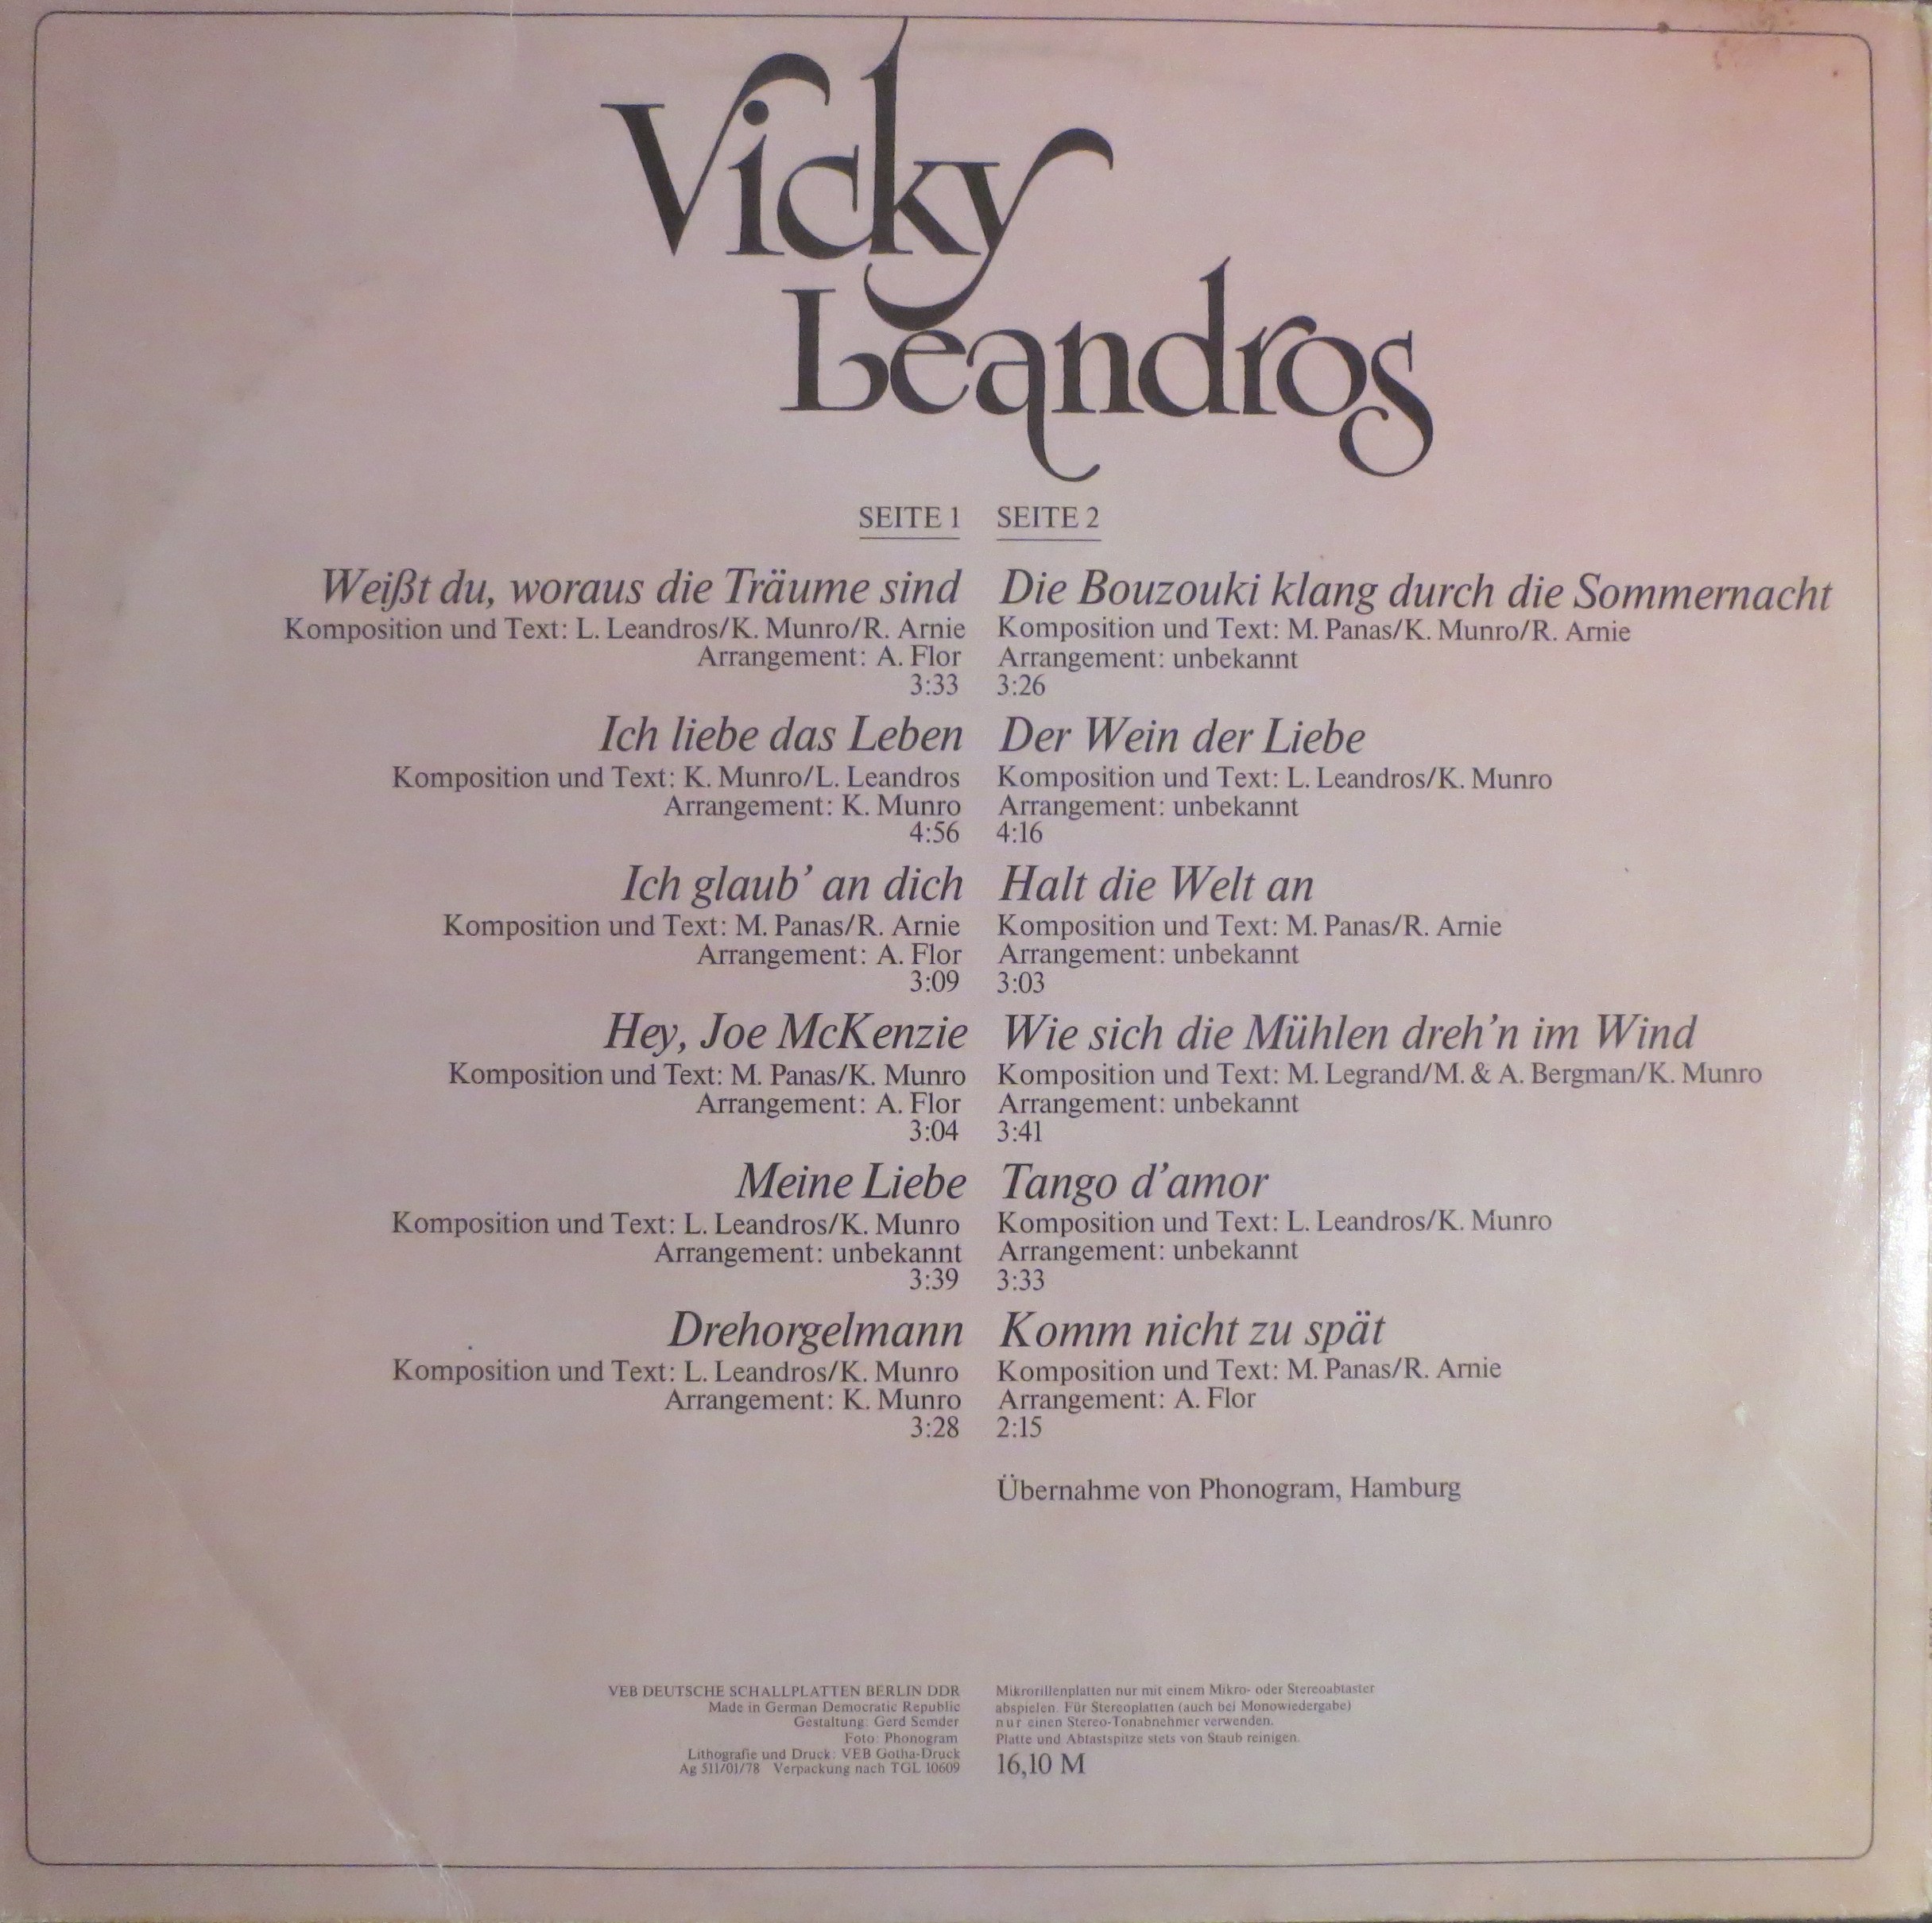 Vicky
Leandros
SEITE 1
Weißt du, woraus die Träume sind
Komposition und Text: L. Leandros/K. Munro/R. Arnie
Arrangement: A. Flor
3:33
Ich liebe das Leben
Komposition und Text: K. Munro/L. Leandros
Arrangement: K. Munro
4:56
Ich glaub’ an dich
Komposition und Text: M. Panas/R. Arnie
Arrangement: A. Flor
3:09
Hey, Joe McKenzie
Komposition und Text: M. Panas/K. Munro
Arrangement: A. Flor
3:04
Meine Liebe
Komposition und Text: L. Leandros/K. Munro
Arrangement: unbekannt
3:39
Drehorgelmann
Komposition und Text: L. Leandros/K. Munro
Arrangement: K. Munro
3:28
SEITE 2
Die Bouzouki klang durch die Sommernacht
Komposition und Text: M. Panas/K. Munro/R. Arnie
Arrangement: unbekannt
3:26
Der Wein der Liebe
Komposition und Text: L. Leandros/K. Munro
Arrangement: unbekannt
4:16
Halt die Welt an
Komposition und Text: M. Panas/R. Arnie
Arrangement: unbekannt
3:03
Wie sich die Mühlen dreh’n im Wind
Komposition und Text: M. Legrand/M. & A. Bergman/K. Munro
Arrangement: unbekannt
3:41
Tango d’amor
Komposition und Text: L. Leandros/K. Munro
Arrangement: unbekannt
3:33
Komm nicht zu spät
Komposition und Text: M. Panas/R. Arnie
Arrangement: A. Flor
2:15
Übernahme von Phonogram, Hamburg
VEB DEUTSCHE SCHALLPLATTEN BERLIN DDR
Made in German Democratic Republic
Gestaltung: Gerd Semder
Foto: Phonogram
Lithografie und Druck: VEB Gotha-Druck
Ag 511/01/78 Verpackung nach TGL 10609
Mikrorillenplatten nur mit einem Mikro- oder Stereoabtaster
abspielen. Für Stereoplatten (auch bei Monowiedergabe)
nur einen Stereo-Tonabnehmer verwenden.
Platte und Abtastspitze stets von Staub reinigen.
16,10 M